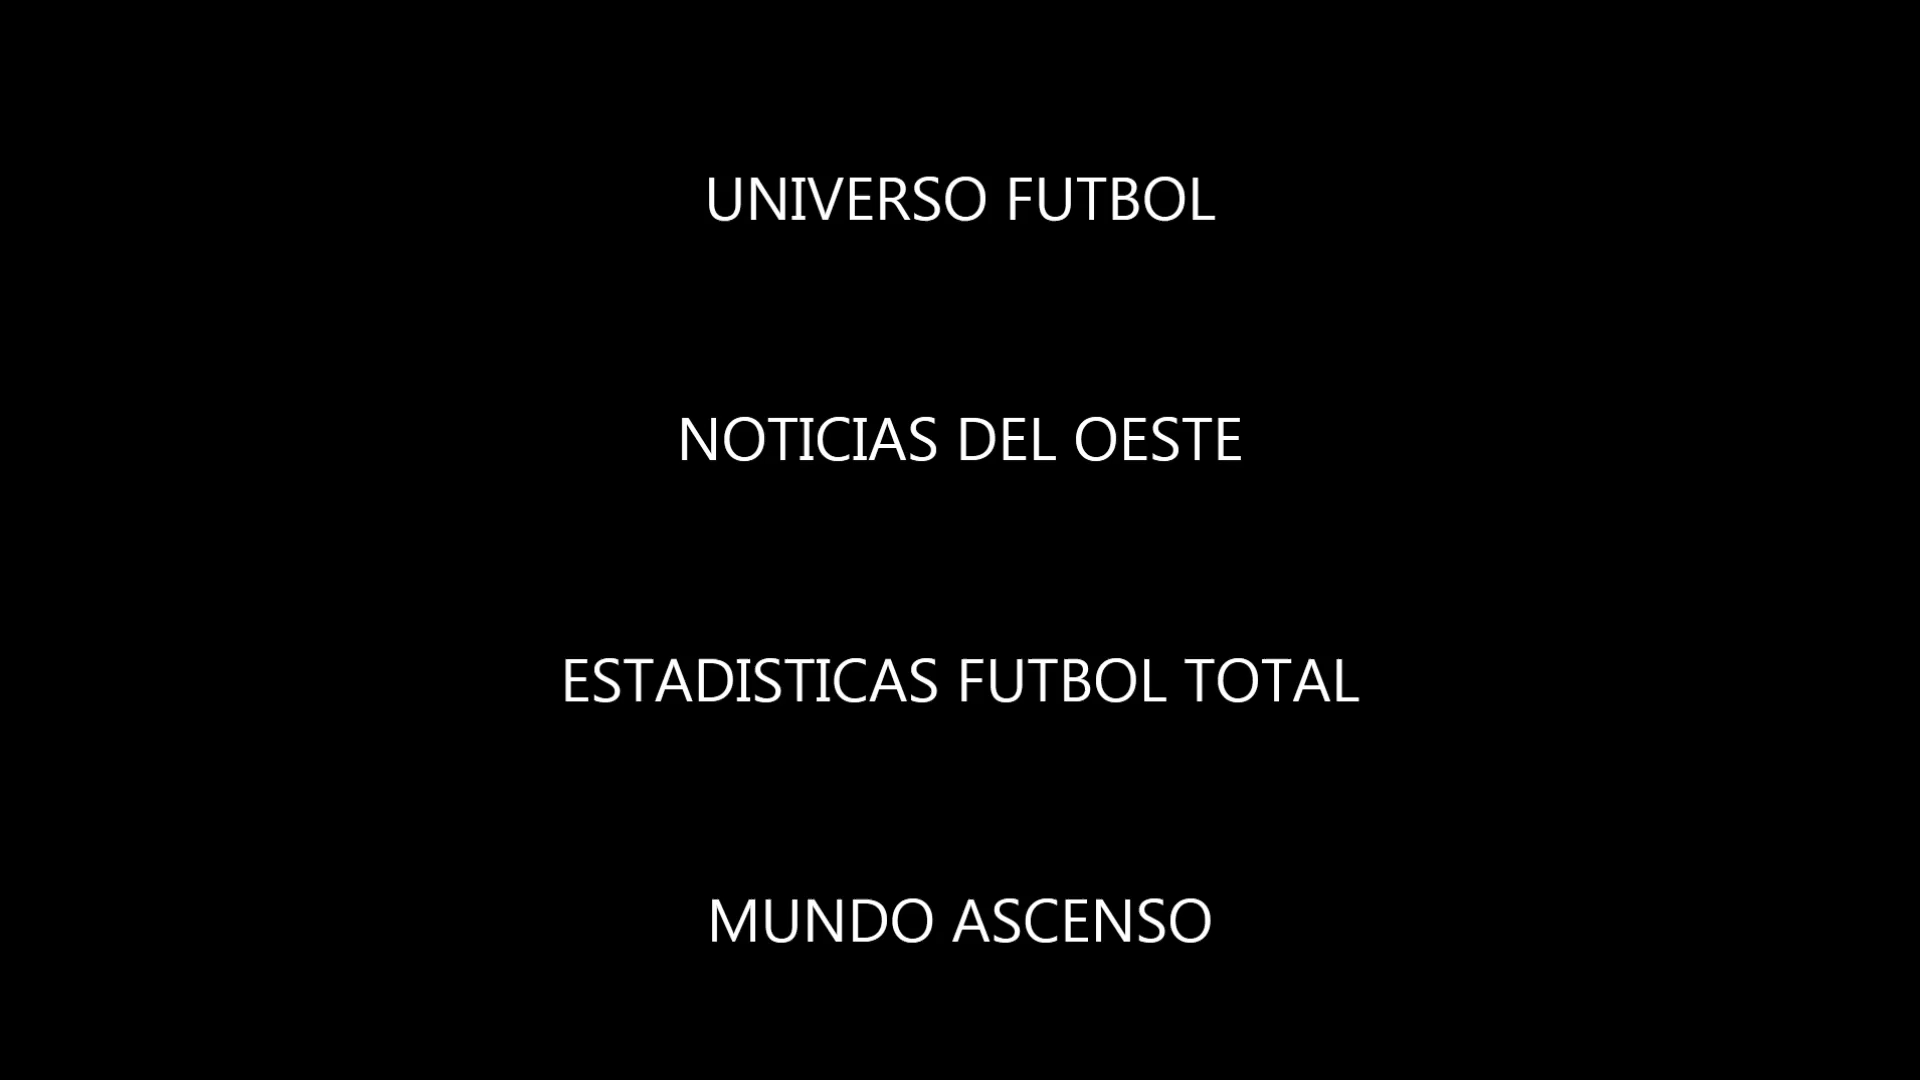 UNIVERSO FUTBOL
NOTICIAS DEL OESTE
ESTADISTICAS FUTBOL TOTAL
MUNDO ASCENSO